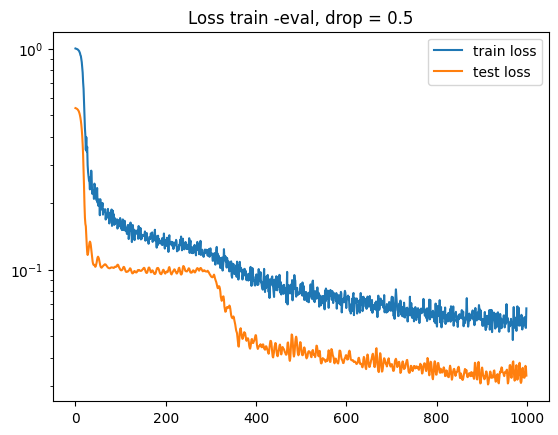 Loss train -eval, drop = 0.5
train loss
test loss
10⁰
10⁻¹
0 200 400 600 800 1000